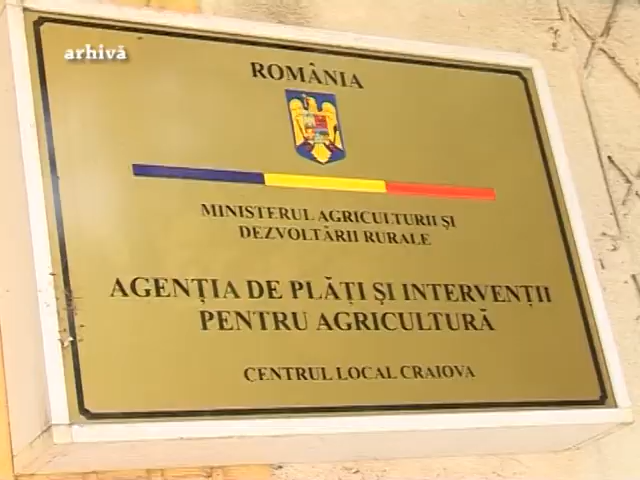 arhivă
ROMÂNIA
MINISTERUL AGRICULTURII ŞI
DEZVOLTĂRII RURALE
AGENŢIA DE PLĂŢI ŞI INTERVENŢII
PENTRU AGRICULTURĂ
CENTRUL LOCAL CRAIOVA